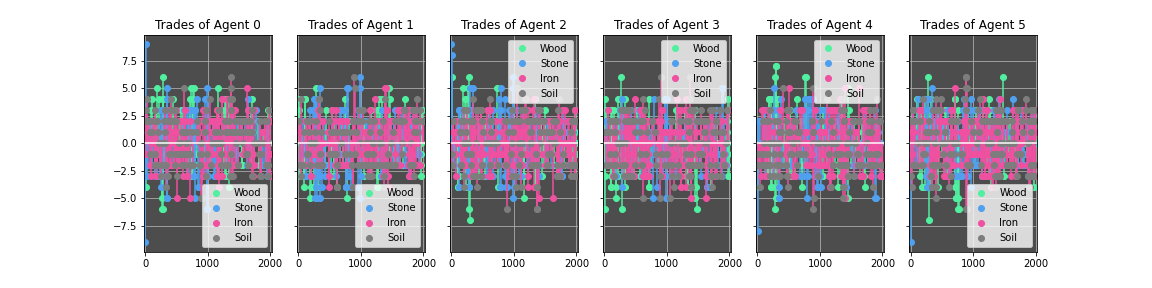 Trades of Agent 0
Trades of Agent 1
Trades of Agent 2
Trades of Agent 3
Trades of Agent 4
Trades of Agent 5
7.5
5.0
2.5
0.0
−2.5
−5.0
−7.5
Wood
Stone
Iron
Soil
Wood
Stone
Iron
Soil
Wood
Stone
Iron
Soil
Wood
Stone
Iron
Soil
Wood
Stone
Iron
Soil
Wood
Stone
Iron
Soil
0 1000 2000
0 1000 2000
0 1000 2000
0 1000 2000
0 1000 2000
0 1000 2000